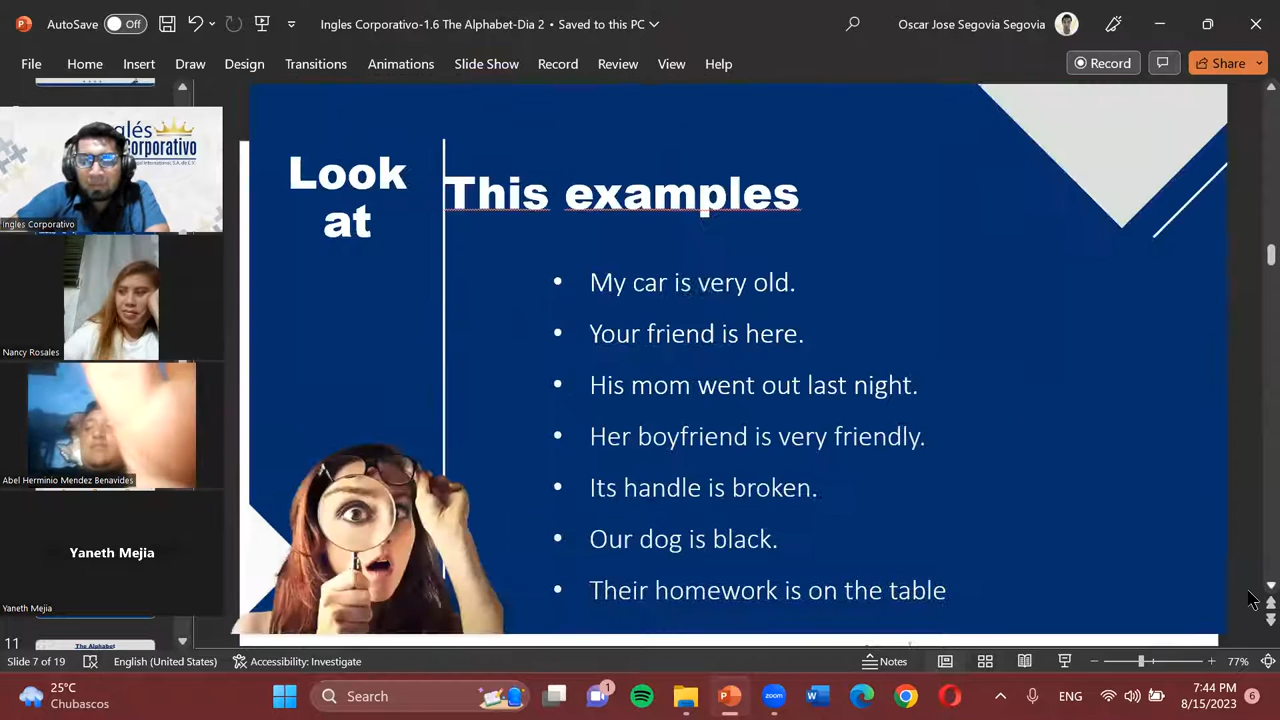 AutoSave Off Ingles Corporativo-1.6 The Alphabet-Dia 2 • Saved to this PC Oscar Jose Segovia Segovia
File Home Insert Draw Design Transitions Animations Slide Show Record Review View Help Record Share
glés
Corporativo
Ingles Corporativo
Nancy Rosales
Abel Herminio Mendez Benavides
Yaneth Mejia
Yaneth Mejia
11
The Alphabet
Look
at
This examples
• My car is very old.
• Your friend is here.
• His mom went out last night.
• Her boyfriend is very friendly.
• Its handle is broken.
• Our dog is black.
• Their homework is on the table
Slide 7 of 19 English (United States) Accessibility: Investigate Notes 77%
25°C
Chubascos
Search
1
zoom
ENG
7:44 PM
8/15/2023
6